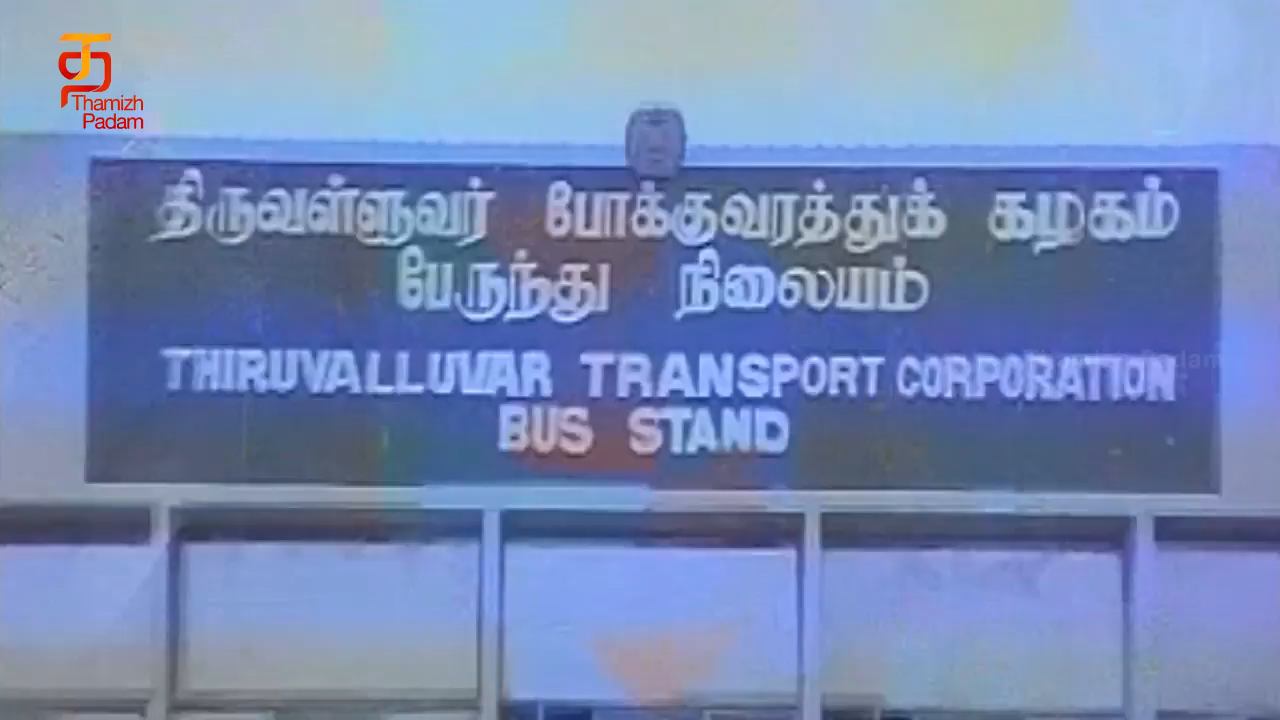 த
Thamizh
Padam
திருவள்ளுவர் போக்குவரத்துக் கழகம்
பேருந்து நிலையம்
THIRUVALLUVAR TRANSPORT CORPORATION
BUS STAND